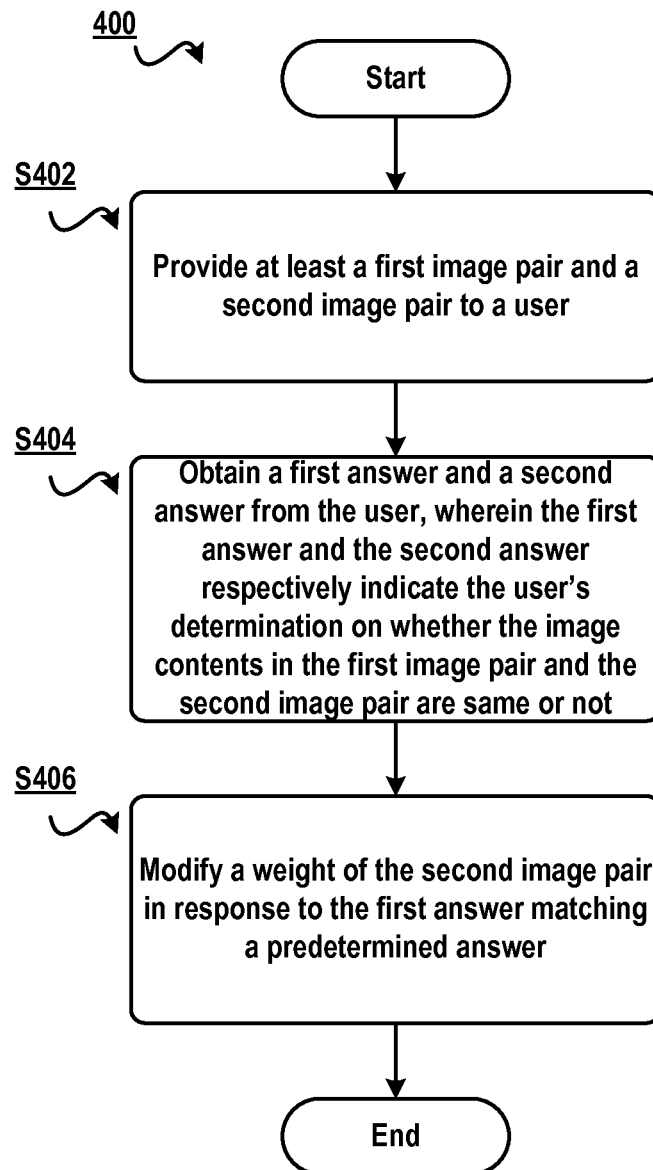 400
Start
S402
Provide at least a first image pair and a
second image pair to a user
S404
Obtain a first answer and a second
answer from the user, wherein the first
answer and the second answer
respectively indicate the user’s
determination on whether the image
contents in the first image pair and the
second image pair are same or not
S406
Modify a weight of the second image pair
in response to the first answer matching
a predetermined answer
End